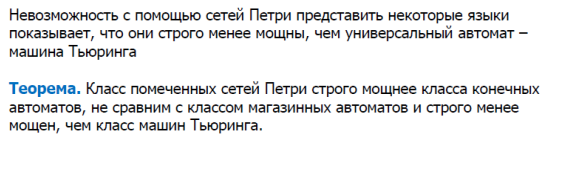 Невозможность с помощью сетей Петри представить некоторые языки
показывает, что они строго менее мощны, чем универсальный автомат –
машина Тьюринга
Теорема. Класс помеченных сетей Петри строго мощнее класса конечных
автоматов, не сравним с классом магазинных автоматов и строго менее
мощен, чем класс машин Тьюринга.